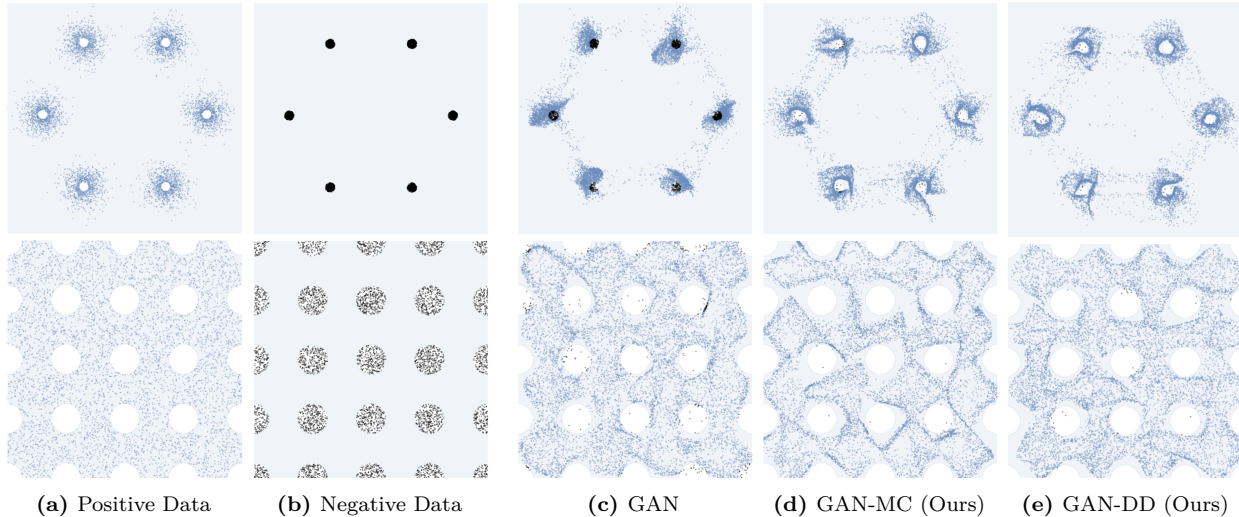 (a) Positive Data
(b) Negative Data
(c) GAN
(d) GAN-MC (Ours)
(e) GAN-DD (Ours)